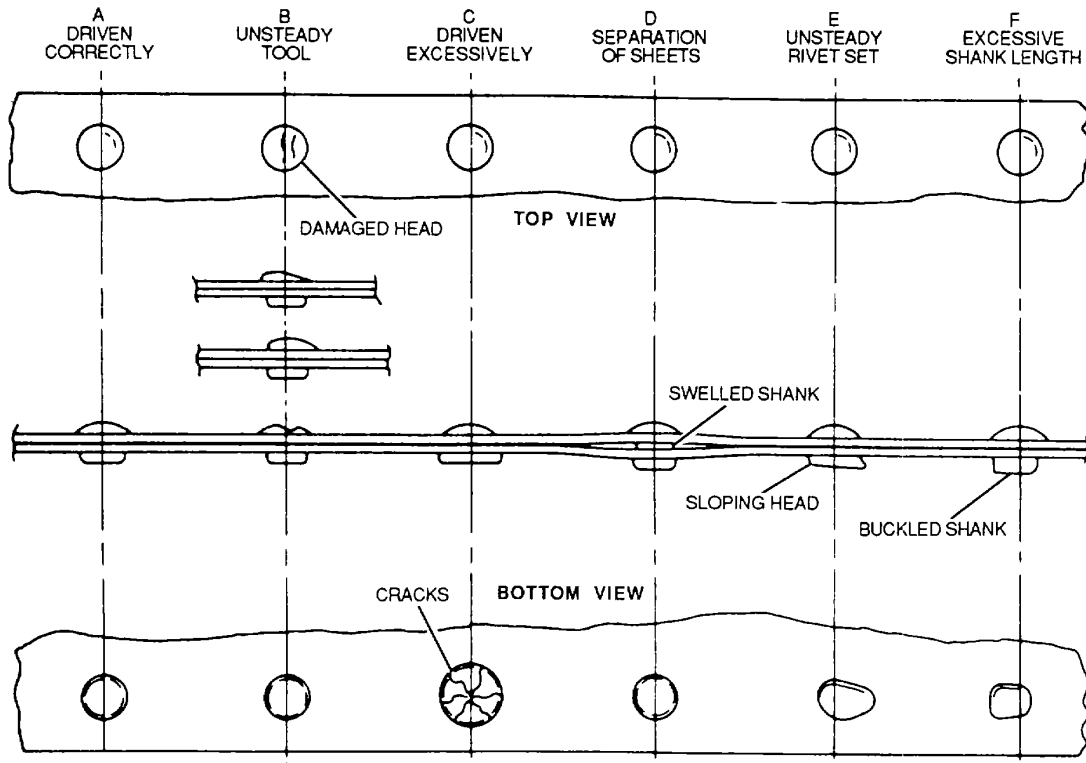 A
DRIVEN
CORRECTLY
B
UNSTEADY
TOOL
C
DRIVEN
EXCESSIVELY
D
SEPARATION
OF SHEETS
E
UNSTEADY
RIVET SET
F
EXCESSIVE
SHANK LENGTH
DAMAGED HEAD
TOP VIEW
SWELLED SHANK
SLOPING HEAD
BUCKLED SHANK
CRACKS
BOTTOM VIEW